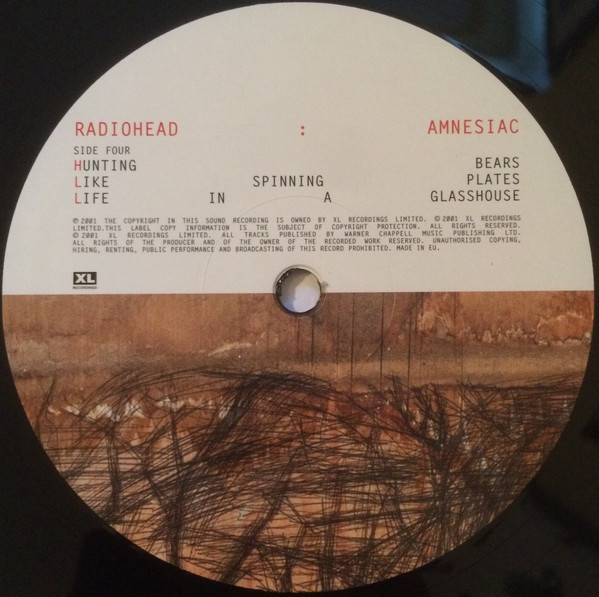 RADIOHEAD : AMNESIAC
SIDE FOUR
HUNTING BEARS
LIKE SPINNING PLATES
LIFE IN A GLASSHOUSE
℗ 2001 THE COPYRIGHT IN THIS SOUND RECORDING IS OWNED BY XL RECORDINGS LIMITED. © 2001 XL RECORDINGS
LIMITED.THIS LABEL COPY INFORMATION IS THE SUBJECT OF COPYRIGHT PROTECTION. ALL RIGHTS RESERVED.
© 2001 XL RECORDINGS LIMITED. ALL TRACKS PUBLISHED BY WARNER CHAPPELL MUSIC PUBLISHING LTD.
ALL RIGHTS OF THE PRODUCER AND OF THE OWNER OF THE RECORDED WORK RESERVED. UNAUTHORISED COPYING,
HIRING, RENTING, PUBLIC PERFORMANCE AND BROADCASTING OF THIS RECORD PROHIBITED. MADE IN EU.
XL
RECORDINGS